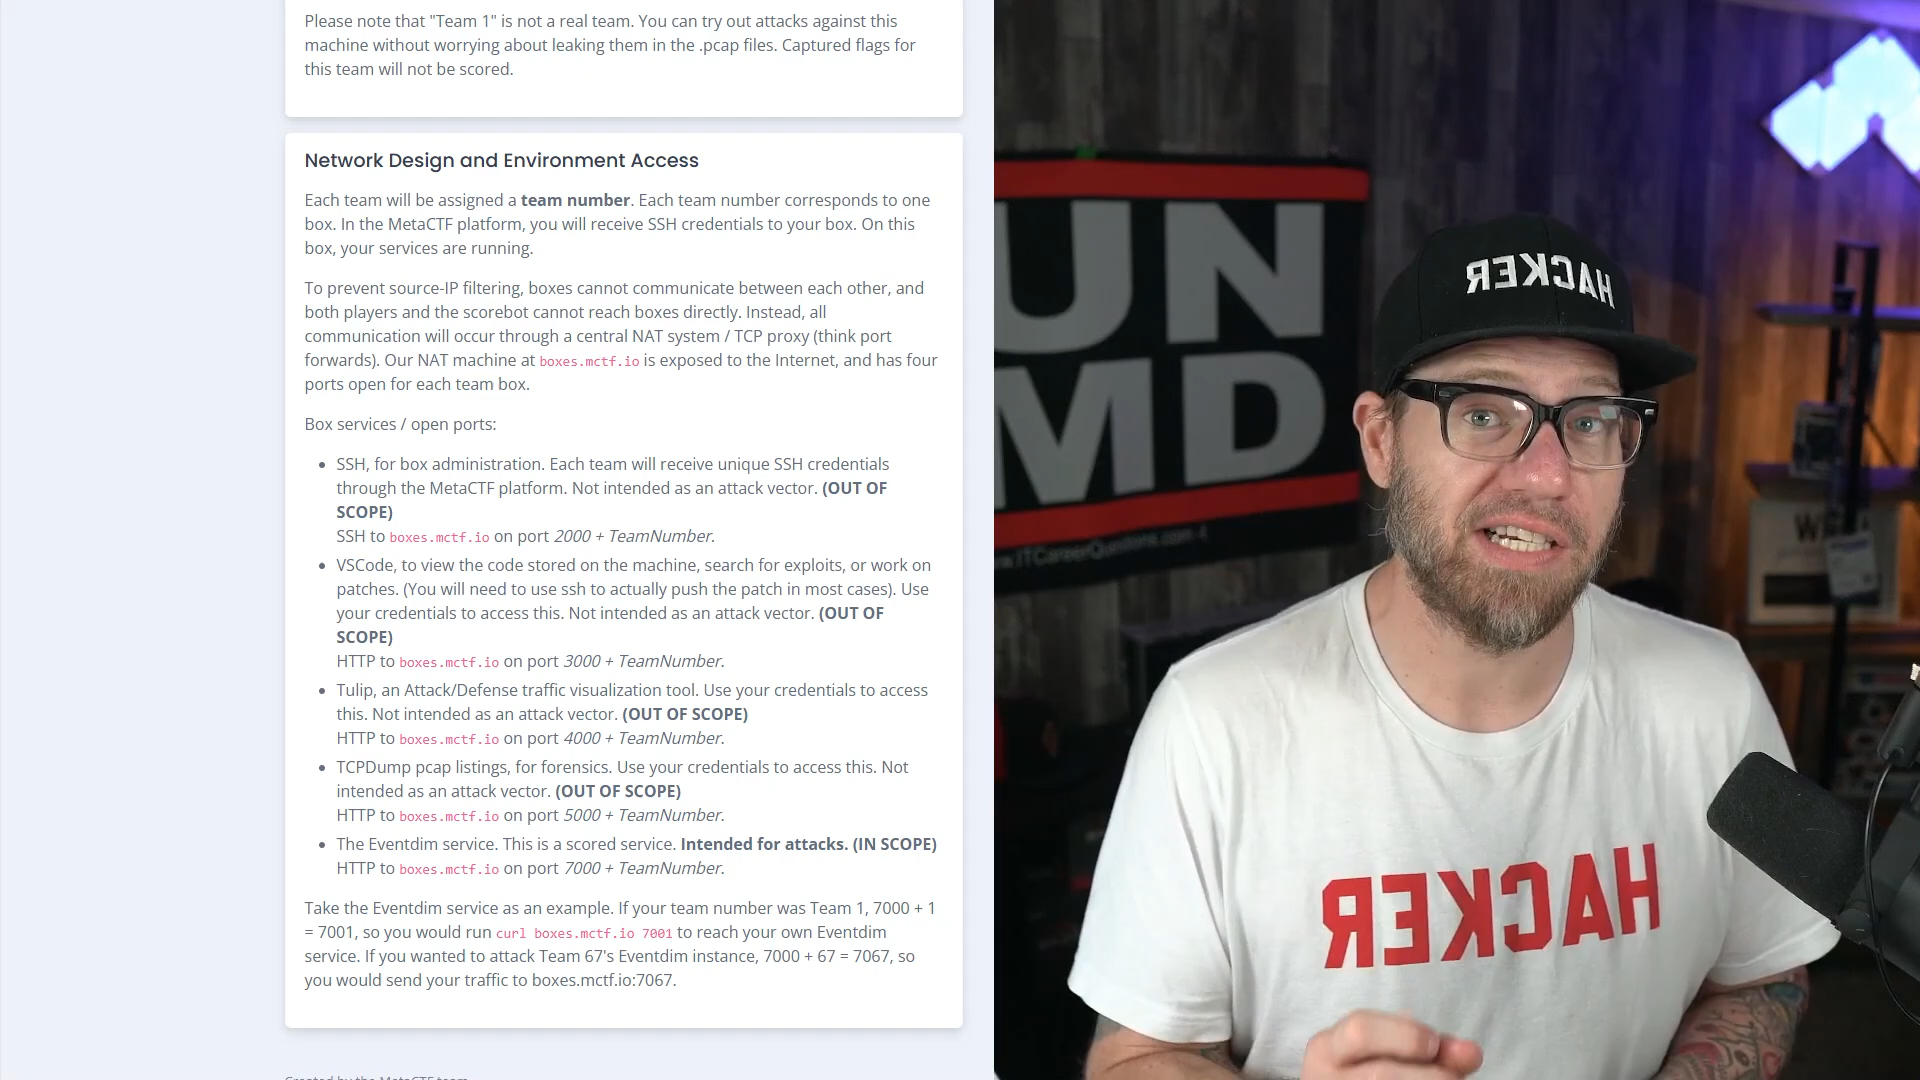 Please note that "Team 1" is not a real team. You can try out attacks against this
machine without worrying about leaking them in the .pcap files. Captured flags for
this team will not be scored.
Network Design and Environment Access
Each team will be assigned a team number. Each team number corresponds to one
box. In the MetaCTF platform, you will receive SSH credentials to your box. On this
box, your services are running.
To prevent source-IP filtering, boxes cannot communicate between each other, and
both players and the scorebot cannot reach boxes directly. Instead, all
communication will occur through a central NAT system / TCP proxy (think port
forwards). Our NAT machine at boxes.mctf.io is exposed to the Internet, and has four
ports open for each team box.
Box services / open ports:
• SSH, for box administration. Each team will receive unique SSH credentials
through the MetaCTF platform. Not intended as an attack vector. (OUT OF
SCOPE)
SSH to boxes.mctf.io on port 2000 + TeamNumber.
• VSCode, to view the code stored on the machine, search for exploits, or work on
patches. (You will need to use ssh to actually push the patch in most cases). Use
your credentials to access this. Not intended as an attack vector. (OUT OF
SCOPE)
HTTP to boxes.mctf.io on port 3000 + TeamNumber.
• Tulip, an Attack/Defense traffic visualization tool. Use your credentials to access
this. Not intended as an attack vector. (OUT OF SCOPE)
HTTP to boxes.mctf.io on port 4000 + TeamNumber.
• TCPDump pcap listings, for forensics. Use your credentials to access this. Not
intended as an attack vector. (OUT OF SCOPE)
HTTP to boxes.mctf.io on port 5000 + TeamNumber.
• The Eventdim service. This is a scored service. Intended for attacks. (IN SCOPE)
HTTP to boxes.mctf.io on port 7000 + TeamNumber.
Take the Eventdim service as an example. If your team number was Team 1, 7000 + 1
= 7001, so you would run curl boxes.mctf.io 7001 to reach your own Eventdim
service. If you wanted to attack Team 67's Eventdim instance, 7000 + 67 = 7067, so
you would send your traffic to boxes.mctf.io:7067.
Created by the MetaCTF team
UN
MD
www.ITCareerQuestions.com
HACKER
HACKER